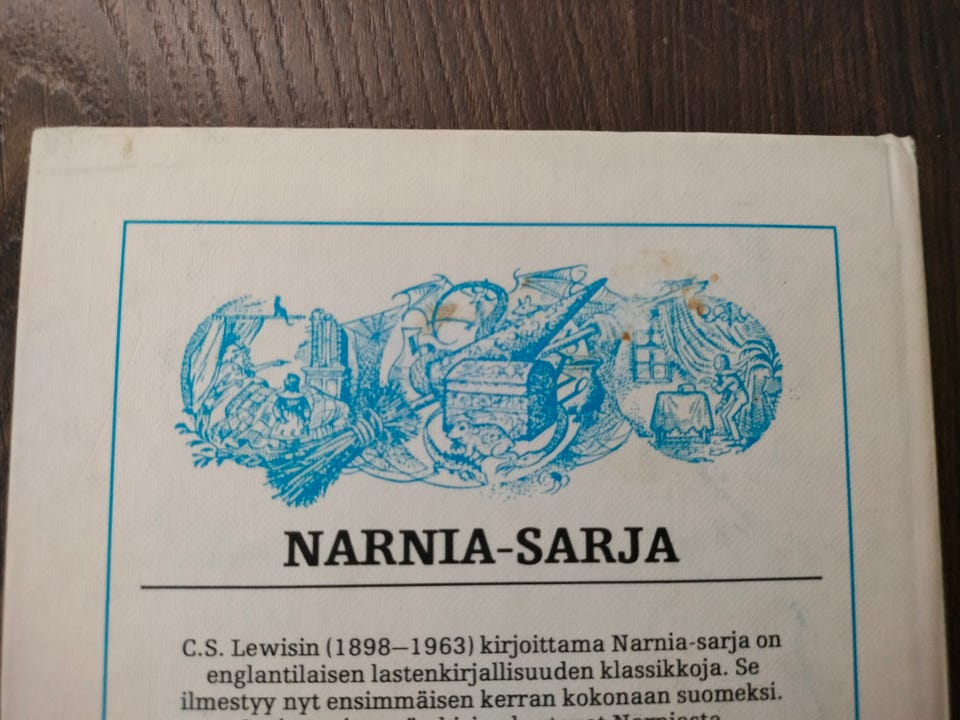 NARNIA-SARJA
C.S. Lewisin (1898—1963) kirjoittama Narnia-sarja on
englantilaisen lastenkirjallisuuden klassikkoja. Se
ilmestyy nyt ensimmäisen kerran kokonaan suomeksi.
Narniasta